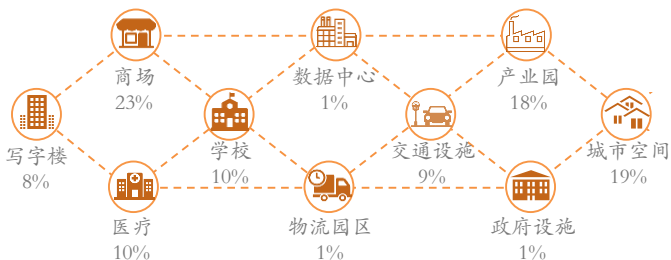 商场
23%
数据中心
1%
产业园
18%
写字楼
8%
学校
10%
交通设施
9%
城市空间
19%
医疗
10%
物流园区
1%
政府设施
1%